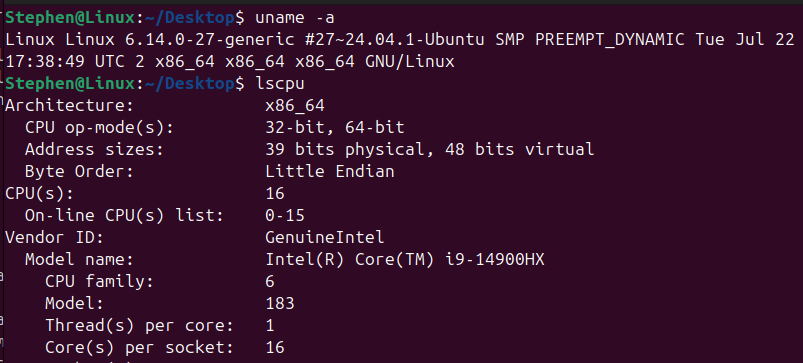 Stephen@Linux:~/Desktop$ uname -a
Linux Linux 6.14.0-27-generic #27~24.04.1-Ubuntu SMP PREEMPT_DYNAMIC Tue Jul 22
17:38:49 UTC 2 x86_64 x86_64 x86_64 GNU/Linux
Stephen@Linux:~/Desktop$ lscpu
Architecture: x86_64
CPU op-mode(s): 32-bit, 64-bit
Address sizes: 39 bits physical, 48 bits virtual
Byte Order: Little Endian
CPU(s): 16
On-line CPU(s) list: 0-15
Vendor ID: GenuineIntel
Model name: Intel(R) Core(TM) i9-14900HX
CPU family: 6
Model: 183
Thread(s) per core: 1
Core(s) per socket: 16